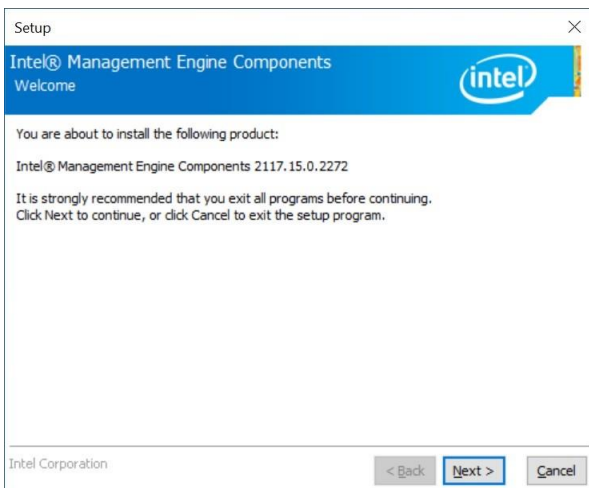 Setup
Intel® Management Engine Components
Welcome
intel
You are about to install the following product:
Intel® Management Engine Components 2117.15.0.2272
It is strongly recommended that you exit all programs before continuing.
Click Next to continue, or click Cancel to exit the setup program.
Intel Corporation
< Back Next > Cancel